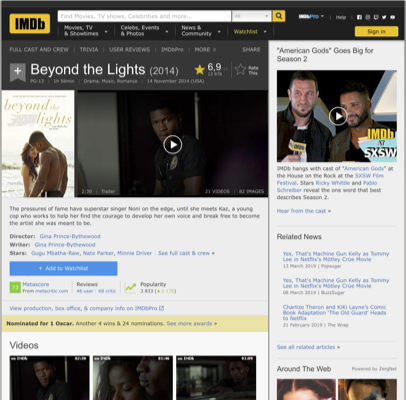 IMDb
Find Movies, TV shows, Celebrities and more...
All
Movies, TV & Showtimes
Celebs, Events & Photos
News & Community
Watchlist
IMDbPro
Help
Sign in
FULL CAST AND CREW | TRIVIA | USER REVIEWS | IMDbPro | MORE
SHARE
Beyond the Lights (2014)
6,9
Rate This
PG-13 | 1h 56min | Drama, Music, Romance | 14 November 2014 (USA)
beyond the lights
2:30 | Trailer
21 VIDEOS | 82 IMAGES
The pressures of fame have superstar singer Noni on the edge, until she meets Kaz, a young
cop who works to help her find the courage to develop her own voice and break free to become
the artist she was meant to be.
Director: Gina Prince-Bythewood
Writer: Gina Prince-Bythewood
Stars: Gugu Mbatha-Raw, Nate Parker, Minnie Driver | See full cast & crew »
+ Add to Watchlist
73
Metascore
From metacritic.com
Reviews
46 user | 68 critic
Popularity
View production, box office, & company info on IMDbPro
Nominated for 1 Oscar. Another 4 wins & 24 nominations. See more awards »
Videos
"American Gods" Goes Big for
Season 2
IMDb
AT
SXSW
IMDb hangs with cast of "American Gods" at
the House on the Rock at the SXSW Film
Festival. Stars Ricky Whittle and Pablo
Schreiber reveal the one word that best
describes Season 2.
Hear from the cast »
Related News
Yes, That's Machine Gun Kelly as Tommy
Lee in Netflix's Mötley Crüe Movie
13 March 2019 | Popsugar
Yes, That's Machine Gun Kelly as Tommy
Lee in Netflix's Mötley Crüe Movie
08 March 2019 | BuzzSugar
Charlize Theron and KiKi Layne's Comic
Book Adaptation 'The Old Guard' Heads
to Netflix
21 February 2019 | The Wrap
See all related articles »
Around The Web
Powered by ZergNet